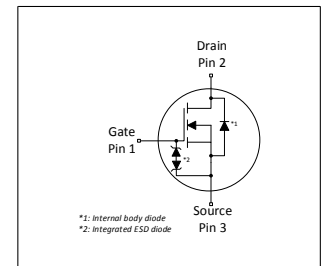 Drain
Pin 2
*1
Gate
Pin 1
*2
Source
Pin 3
*1: Internal body diode
*2: Integrated ESD diode